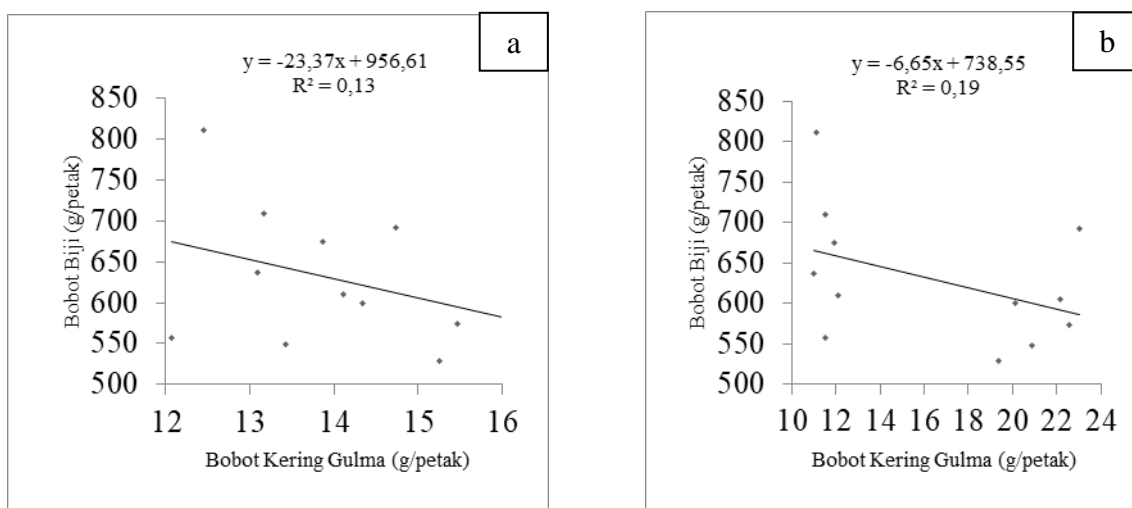 a
y = -23,37x + 956,61
R² = 0,13
850
800
750
700
650
600
550
500
Bobot Biji (g/petak)
12 13 14 15 16
Bobot Kering Gulma (g/petak)
b
y = -6,65x + 738,55
R² = 0,19
850
800
750
700
650
600
550
500
Bobot Biji (g/petak)
10 12 14 16 18 20 22 24
Bobot Kering Gulma (g/petak)